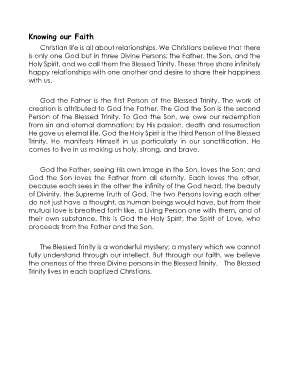 Knowing our Faith
Christian life is all about relationships. We Christians believe that there
is only one God but in three Divine Persons: the Father, the Son, and the
Holy Spirit, and we call them the Blessed Trinity. These three share infinitely
happy relationships with one another and desire to share their happiness
with us.
God the Father is the first Person of the Blessed Trinity. The work of
creation is attributed to God the Father. The God the Son is the second
Person of the Blessed Trinity. To God the Son, we owe our redemption
from sin and eternal damnation; by His passion, death and resurrection
He gave us eternal life. God the Holy Spirit is the third Person of the Blessed
Trinity. He manifests Himself in us particularly in our sanctification. He
comes to live in us making us holy, strong, and brave.
God the Father, seeing His own Image in the Son, loves the Son; and
God the Son loves the Father from all eternity. Each loves the other,
because each sees in the other the infinity of the God head, the beauty
of Divinity, the Supreme Truth of God. The two Persons loving each other
do not just have a thought, as human beings would have, but from their
mutual love is breathed forth like, a Living Person one with them, and of
their own substance. This is God the Holy Spirit, the Spirit of Love, who
proceeds from the Father and the Son.
The Blessed Trinity is a wonderful mystery; a mystery which we cannot
fully understand through our intellect. But through our faith, we believe
the oneness of the three Divine persons in the Blessed Trinity. The Blessed
Trinity lives in each baptized Christians.